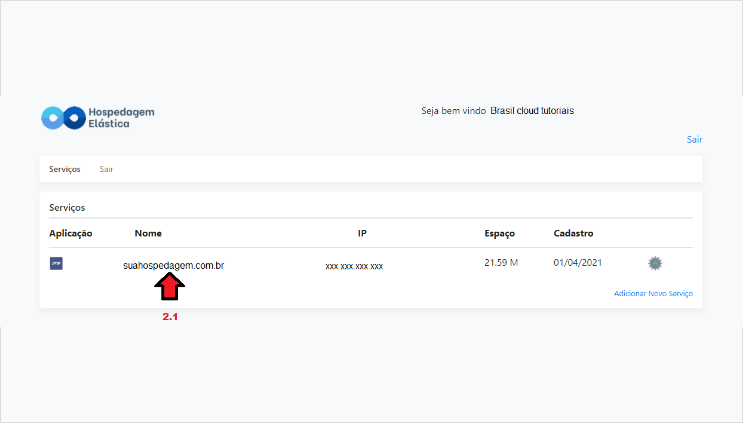 Hospedagem
Elástica
Seja bem vindo Brasil cloud tutoriais
Sair
Serviços Sair
Serviços
Aplicação Nome IP Espaço Cadastro
php suahospedagem.com.br xxx xxx xxx xxx 21.59 M 01/04/2021
Adicionar Novo Serviço
2.1